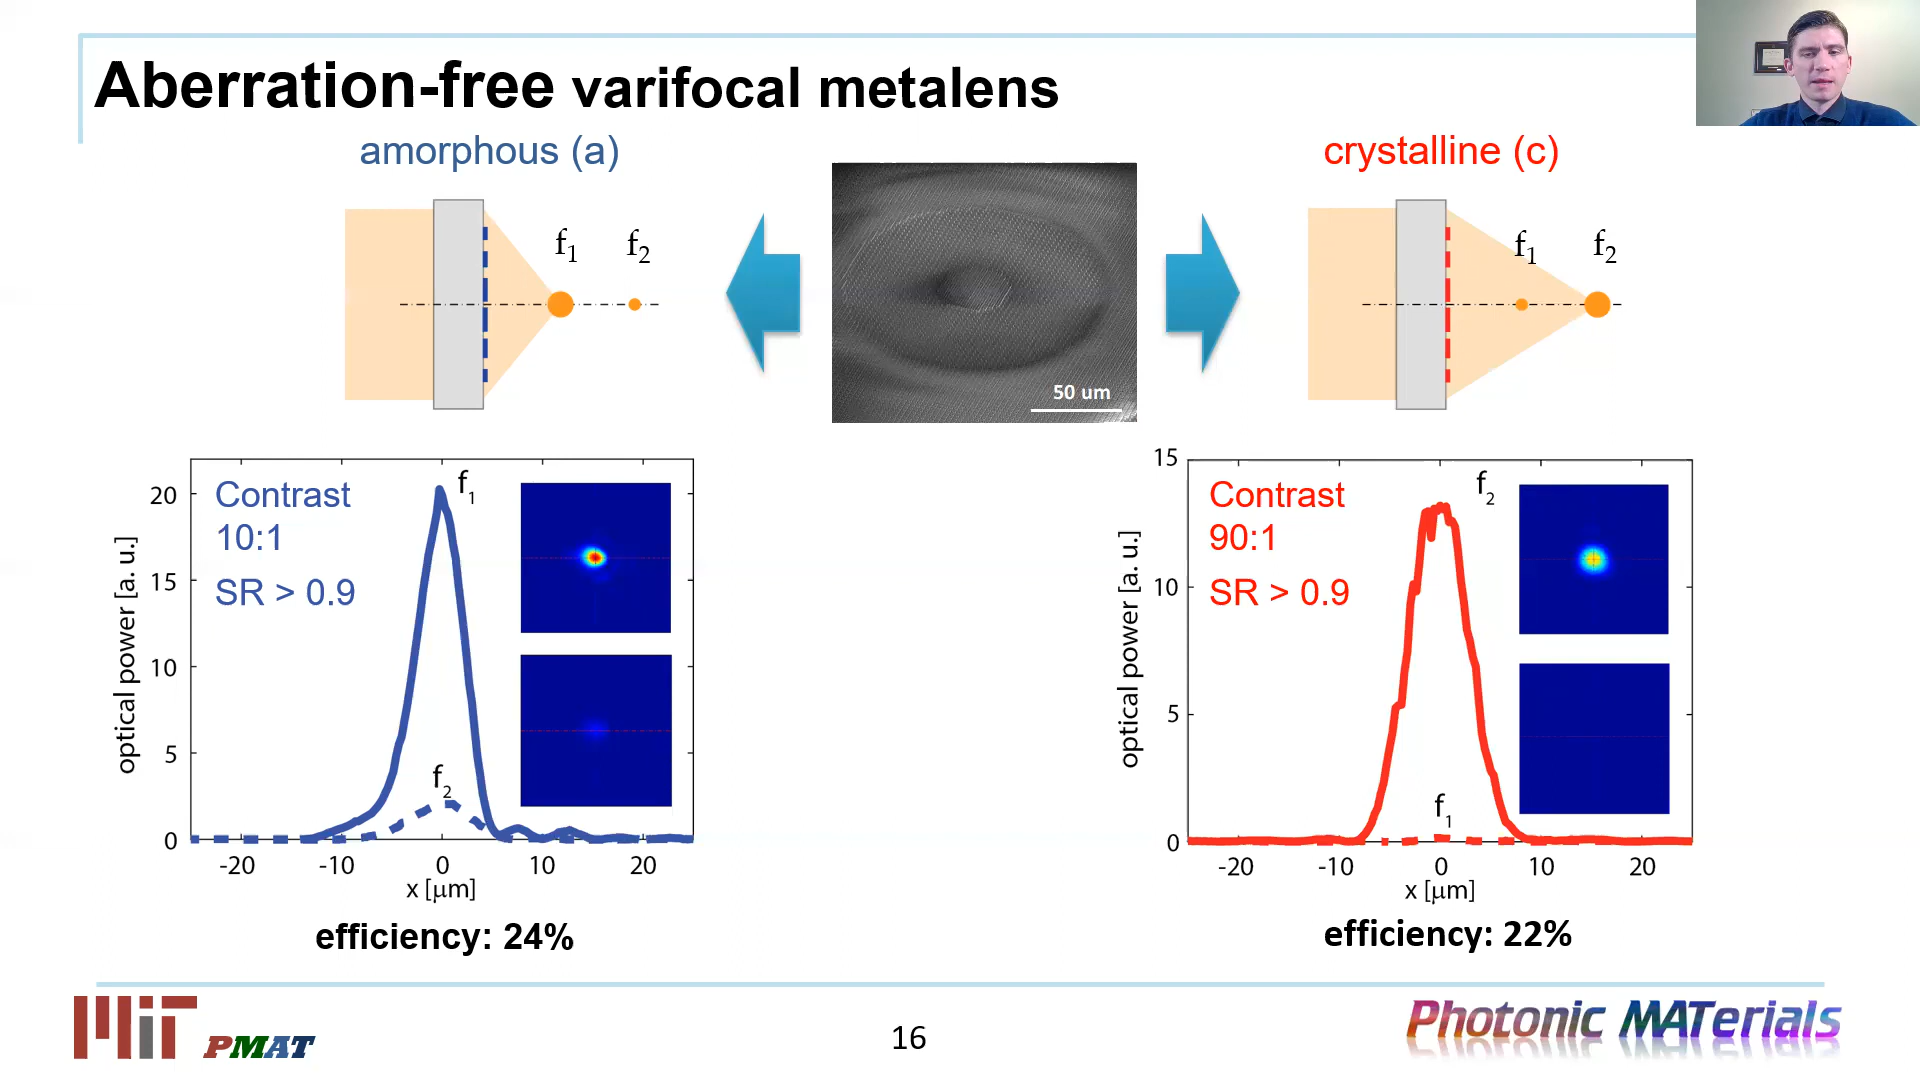 Aberration-free varifocal metalens
amorphous (a)
crystalline (c)
f1
f2
50 um
f1
f2
Contrast
10:1
SR > 0.9
f1
f2
optical power [a. u.]
20
15
10
5
0
-20
-10
0
10
20
x [μm]
efficiency: 24%
Contrast
90:1
SR > 0.9
f2
f1
optical power [a. u.]
15
10
5
0
-20
-10
0
10
20
x [μm]
efficiency: 22%
MIT
PMAT
16
Photonic MATerials